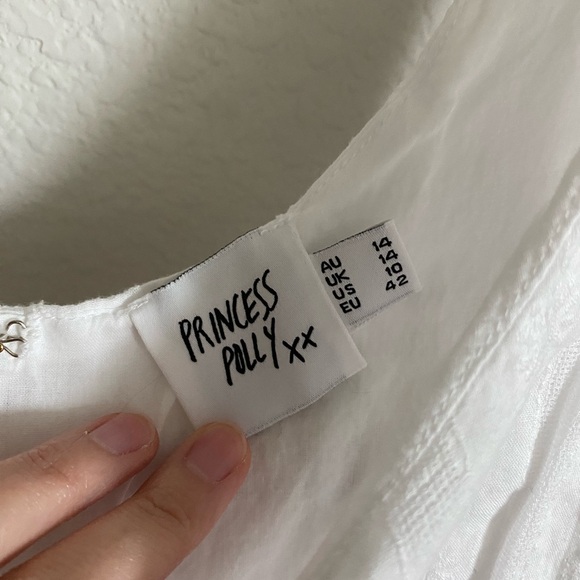 PRINCESS
POLLY xx
AU 14
UK 14
US 10
EU 42